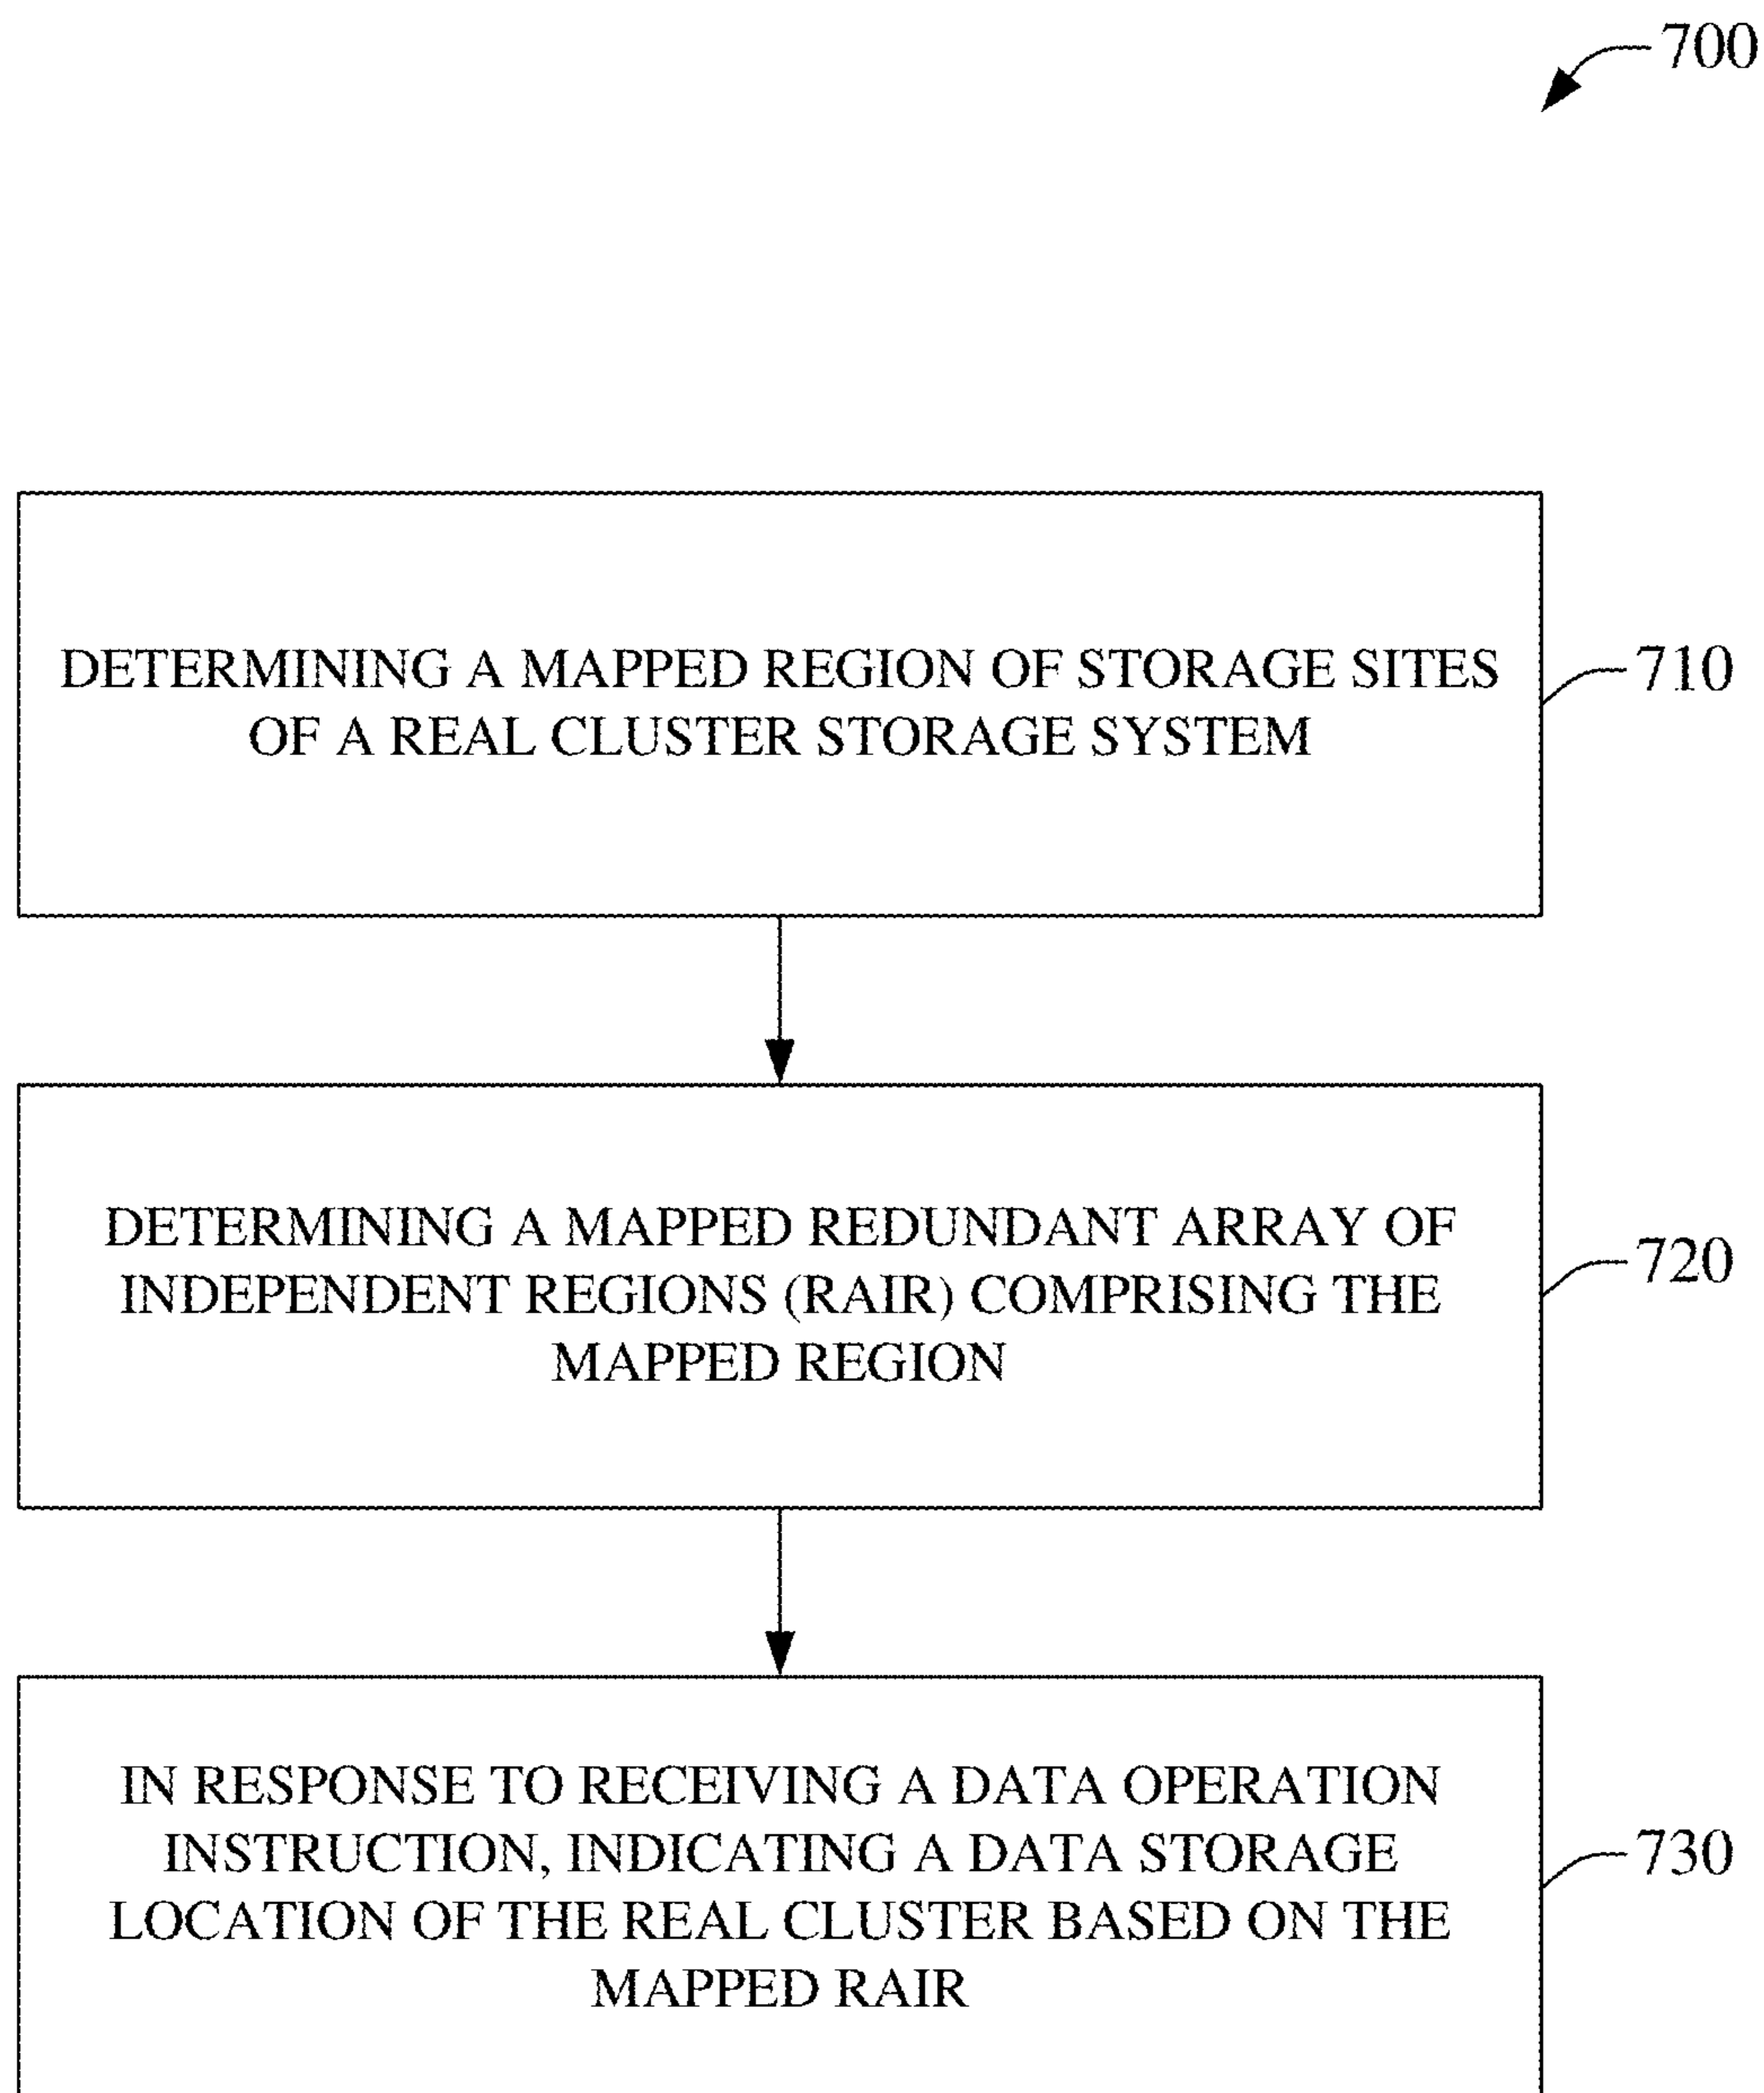 700
DETERMINING A MAPPED REGION OF STORAGE SITES
OF A REAL CLUSTER STORAGE SYSTEM
710
DETERMINING A MAPPED REDUNDANT ARRAY OF
INDEPENDENT REGIONS (RAIR) COMPRISING THE
MAPPED REGION
720
IN RESPONSE TO RECEIVING A DATA OPERATION
INSTRUCTION, INDICATING A DATA STORAGE
LOCATION OF THE REAL CLUSTER BASED ON THE
MAPPED RAIR
730